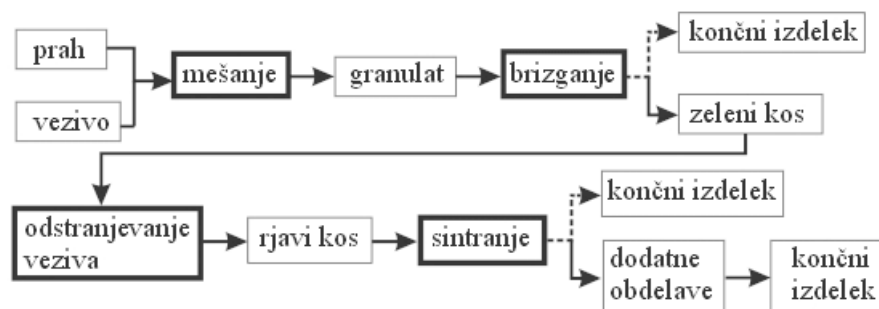 prah
vezivo
mešanje
granulat
brizganje
končni izdelek
zeleni kos
odstranjevanje
veziva
rjavi kos
sintranje
končni izdelek
dodatne
obdelave
končni
izdelek